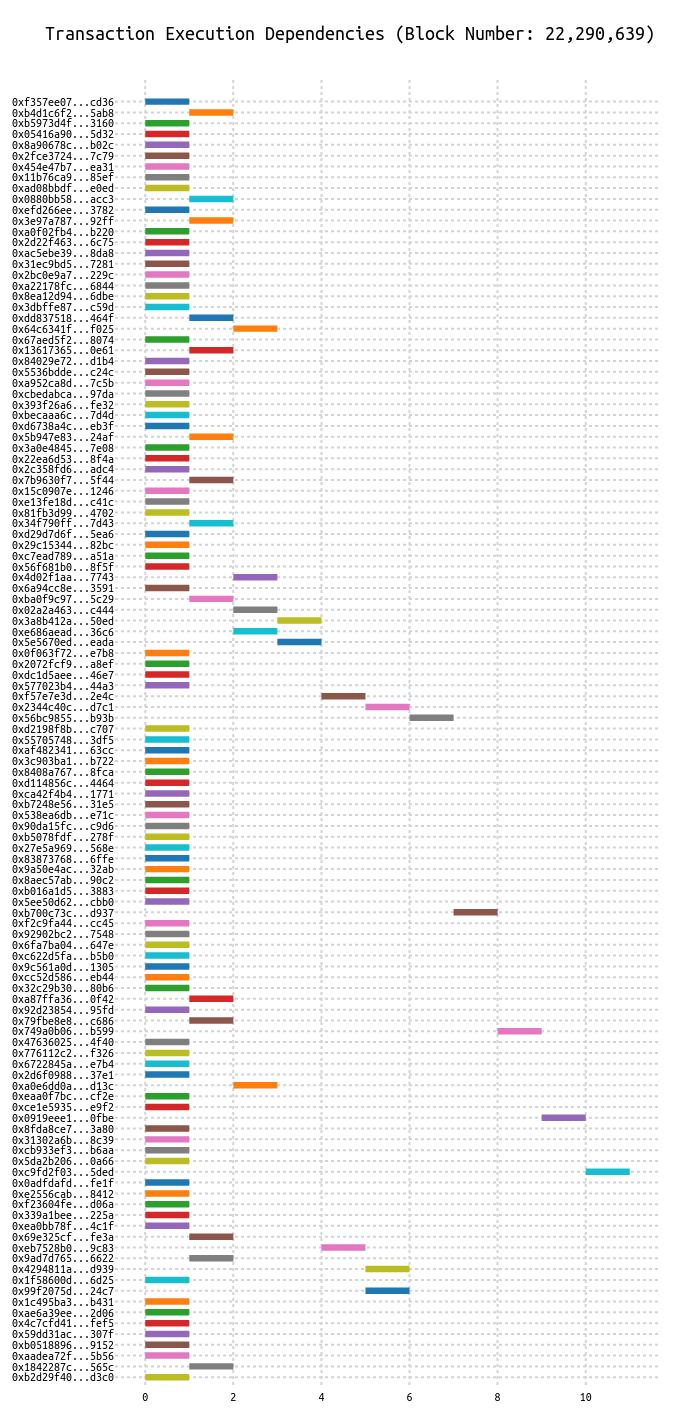 Transaction Execution Dependencies (Block Number: 22,290,639)
0xf357ee07...cd36
0xb4d1c6f2...5ab8
0xb5973d4f...3160
0x05416a90...5d32
0x8a90678c...b02c
0x2fce3724...7c79
0x454e47b7...ea31
0x11b76ca9...85ef
0xad08bbdf...e0ed
0x0880bb58...acc3
0xefd266ee...3782
0x3e97a787...92ff
0xa0f02fb4...b220
0x2d22f463...6c75
0xac5ebe39...8da8
0x31ec9bd5...7281
0x2bc0e9a7...229c
0xa22178fc...6844
0x8ea12d94...6dbe
0x3dbffe87...c59d
0xdd837518...464f
0x64c6341f...f025
0x67aed5f2...8074
0x13617365...0e61
0x84029e72...d1b4
0x5536bdde...c24c
0xa952ca8d...7c5b
0xcbedabca...97da
0x393f26a6...fe32
0xbecaaa6c...7d4d
0xd6738a4c...eb3f
0x5b947e83...24af
0x3a0e4845...7e08
0x22ea6d53...8f4a
0x2c358fd6...adc4
0x7b9630f7...5f44
0x15c0907e...1246
0xe13fe18d...c41c
0x81fb3d99...4702
0x34f790ff...7d43
0xd29d7d6f...5ea6
0x29c15344...82bc
0xc7ead789...a51a
0x56f681b0...8f5f
0x4d02f1aa...7743
0x6a94cc8e...3591
0xba0f9c97...5c29
0x02a2a463...c444
0x3a8b412a...50ed
0xe686aead...36c6
0x5e5670ed...eada
0x0f063f72...e7b8
0x2072fcf9...a8ef
0xdc1d5aee...46e7
0x577023b4...44a3
0xf57e7e3d...2e4c
0x2344c40c...d7c1
0x56bc9855...b93b
0xd2198f8b...c707
0x55705748...3df5
0xaf482341...63cc
0x3c903ba1...b722
0x8408a767...8fca
0xd114856c...4464
0xca42f4b4...1771
0xb7248e56...31e5
0x538ea6db...e71c
0x90da15fc...c9d6
0xb5078fdf...278f
0x27e5a969...568e
0x83873768...6ffe
0x9a50e4ac...32ab
0x8aec57ab...90c2
0xb016a1d5...3883
0x5ee50d62...cbb0
0xb700c73c...d937
0xf2c9fa44...cc45
0x92902bc2...7548
0x6fa7ba04...647e
0xc622d5fa...b5b0
0x9c561a0d...1305
0xcc52d586...eb44
0x32c29b30...80b6
0xa87ffa36...0f42
0x92d23854...95fd
0x79fbe8e8...c686
0x749a0b06...b599
0x47636025...4f40
0x776112c2...f326
0x6722845a...e7b4
0x2d6f0988...37e1
0xa0e6dd0a...d13c
0xeaa0f7bc...cf2e
0xce1e5935...e9f2
0x0919eee1...0fbe
0x8fda8ce7...3a80
0x31302a6b...8c39
0xcb933ef3...b6aa
0x5da2b206...0a66
0xc9fd2f03...5ded
0x0adfdafd...fe1f
0xe2556cab...8412
0xf23604fe...d06a
0x339a1bee...225a
0xea0bb78f...4c1f
0x69e325cf...fe3a
0xeb7528b0...9c83
0x9ad7d765...6622
0x4294811a...d939
0x1f58600d...6d25
0x99f2075d...24c7
0x1c495ba3...b431
0xae6a39ee...2d06
0x4c7cfd41...fef5
0x59dd31ac...307f
0xb0518896...9152
0xaadea72f...5b56
0x1842287c...565c
0xb2d29f40...d3c0
0 2 4 6 8 10